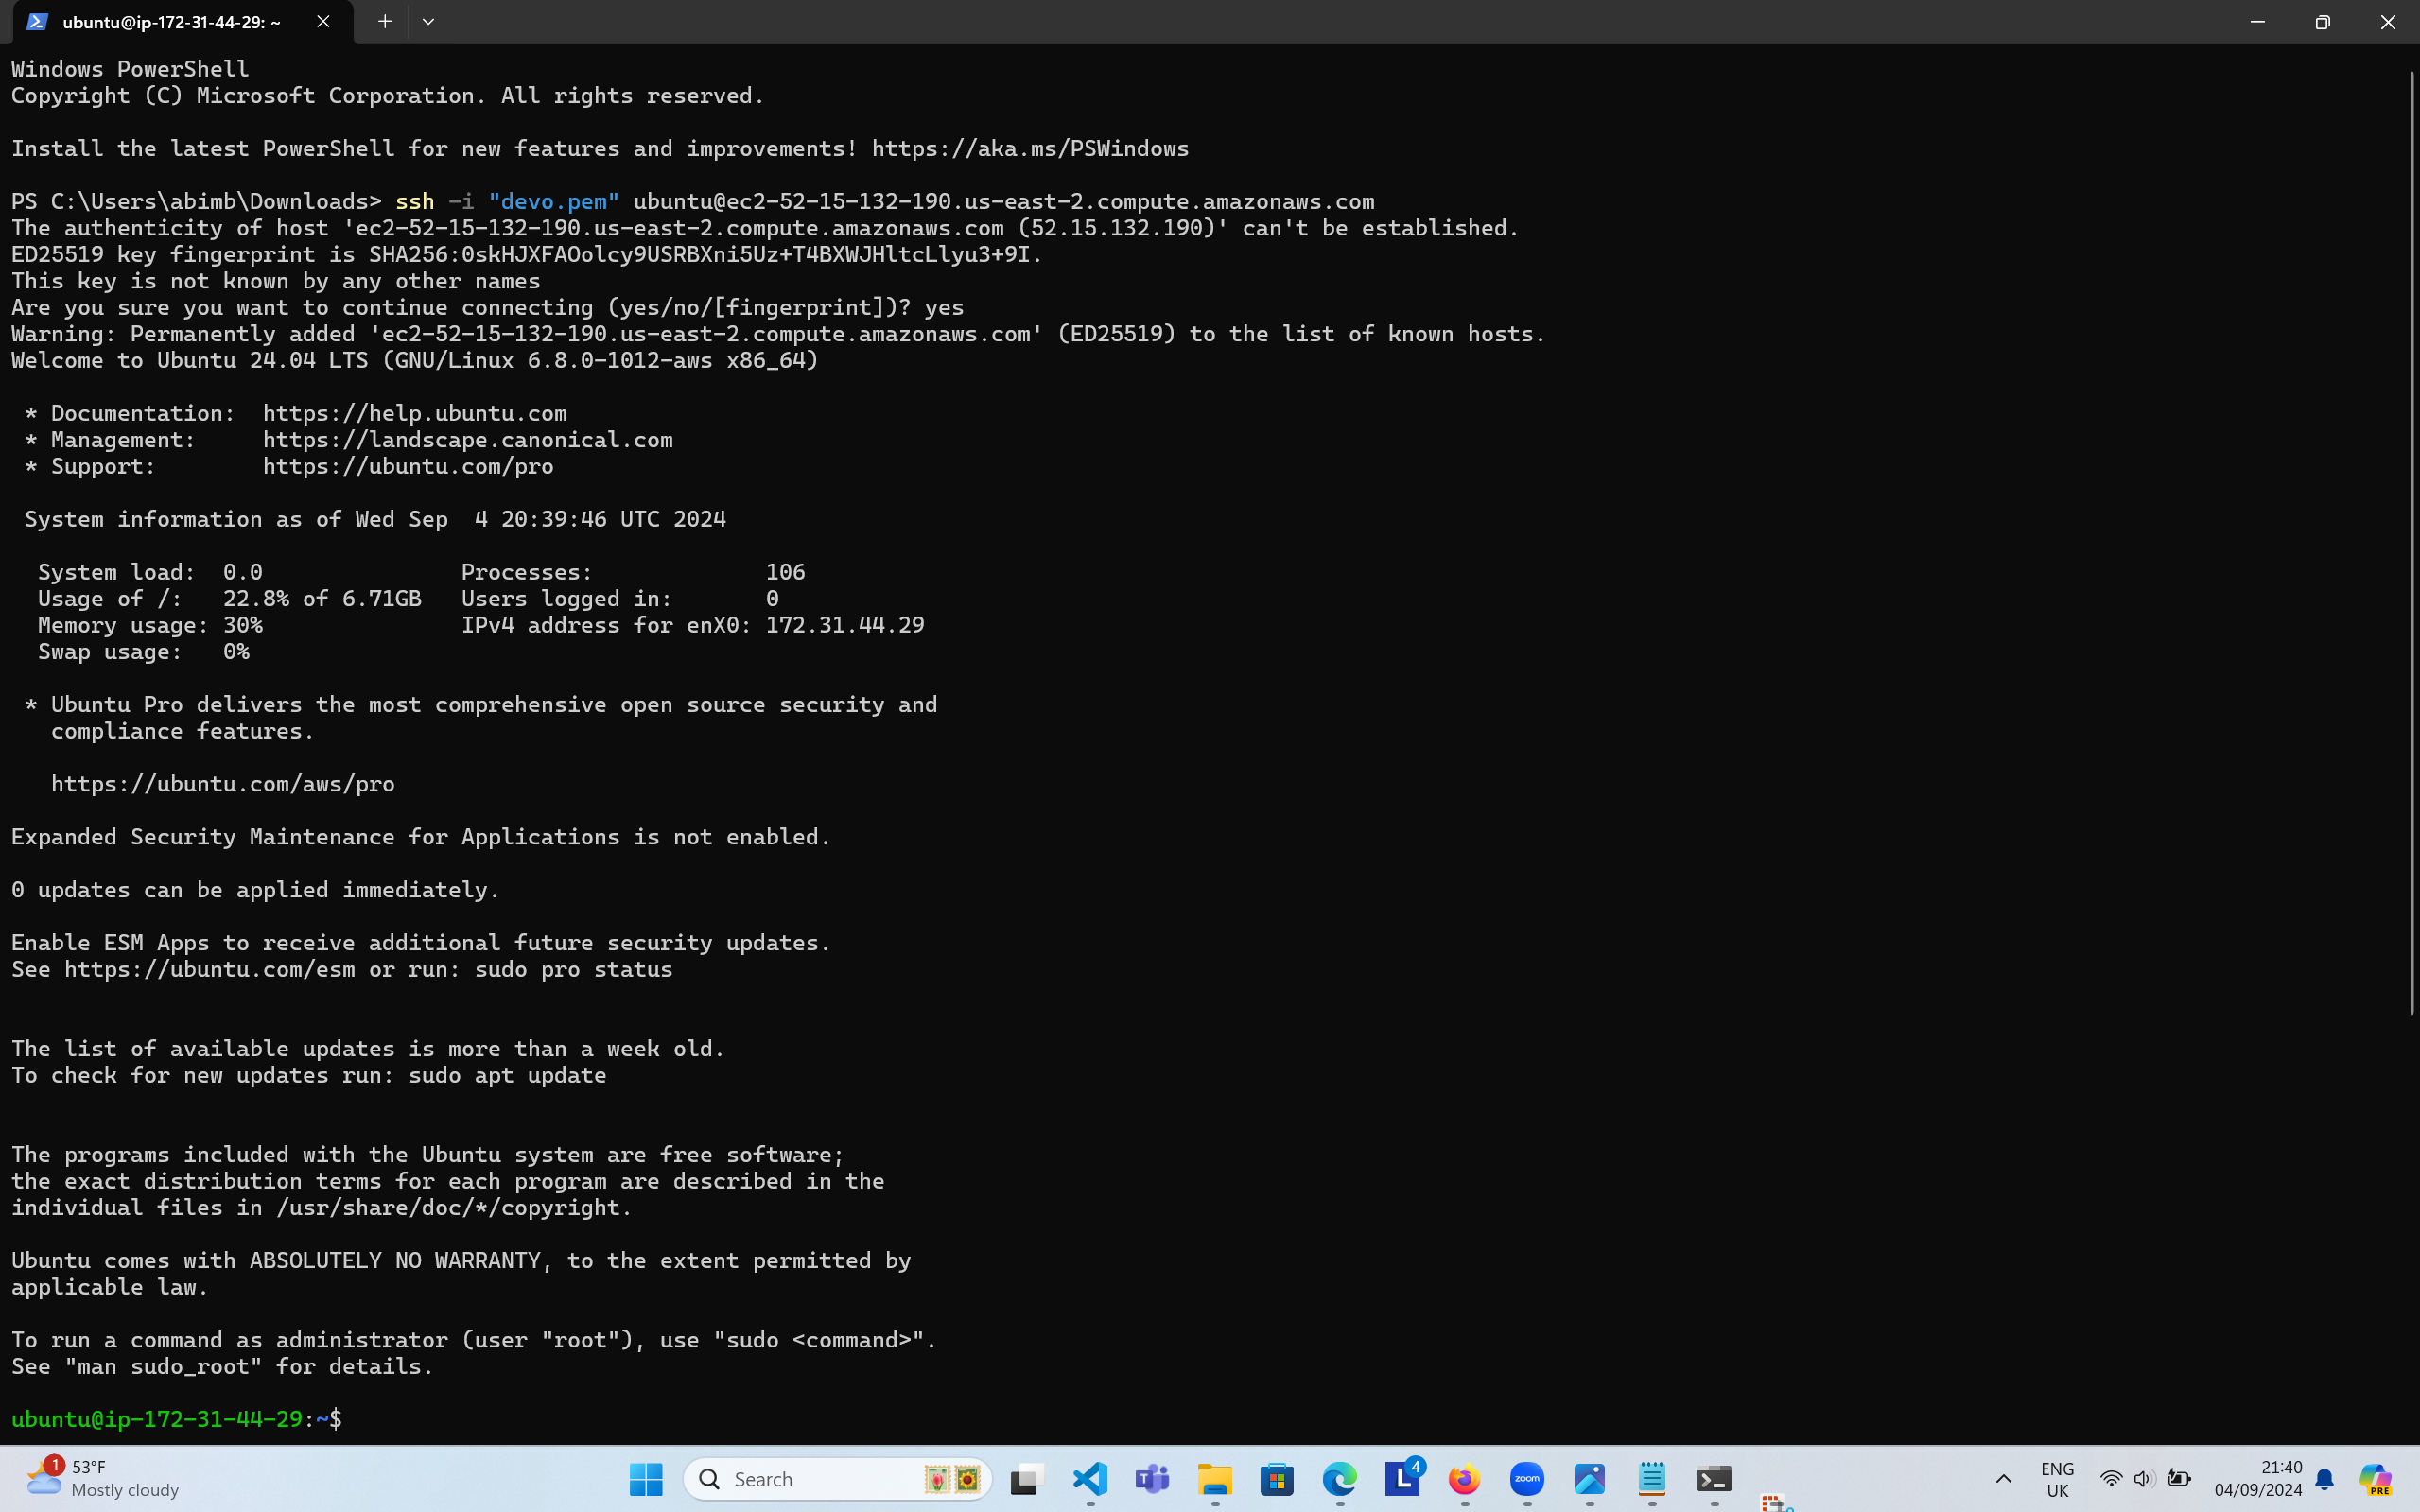 ubuntu@ip-172-31-44-29: ~
Windows PowerShell
Copyright (C) Microsoft Corporation. All rights reserved.
Install the latest PowerShell for new features and improvements! https://aka.ms/PSWindows
PS C:\Users\abimb\Downloads> ssh -i "devo.pem" ubuntu@ec2-52-15-132-190.us-east-2.compute.amazonaws.com
The authenticity of host 'ec2-52-15-132-190.us-east-2.compute.amazonaws.com (52.15.132.190)' can't be established.
ED25519 key fingerprint is SHA256:0skHJXFAOolcy9USRBXni5Uz+T4BXWJHltcLlyu3+9I.
This key is not known by any other names
Are you sure you want to continue connecting (yes/no/[fingerprint])? yes
Warning: Permanently added 'ec2-52-15-132-190.us-east-2.compute.amazonaws.com' (ED25519) to the list of known hosts.
Welcome to Ubuntu 24.04 LTS (GNU/Linux 6.8.0-1012-aws x86_64)
* Documentation:  https://help.ubuntu.com
* Management:     https://landscape.canonical.com
* Support:        https://ubuntu.com/pro
System information as of Wed Sep  4 20:39:46 UTC 2024
System load:  0.0               Processes:             106
Usage of /:   22.8% of 6.71GB   Users logged in:       0
Memory usage: 30%               IPv4 address for enX0: 172.31.44.29
Swap usage:   0%
* Ubuntu Pro delivers the most comprehensive open source security and
compliance features.
https://ubuntu.com/aws/pro
Expanded Security Maintenance for Applications is not enabled.
0 updates can be applied immediately.
Enable ESM Apps to receive additional future security updates.
See https://ubuntu.com/esm or run: sudo pro status
The list of available updates is more than a week old.
To check for new updates run: sudo apt update
The programs included with the Ubuntu system are free software;
the exact distribution terms for each program are described in the
individual files in /usr/share/doc/*/copyright.
Ubuntu comes with ABSOLUTELY NO WARRANTY, to the extent permitted by
applicable law.
To run a command as administrator (user "root"), use "sudo <command>".
See "man sudo_root" for details.
ubuntu@ip-172-31-44-29:~$
1
53°F
Mostly cloudy
Search
T
L
4
zoom
ENG
UK
21:40
04/09/2024
PRE